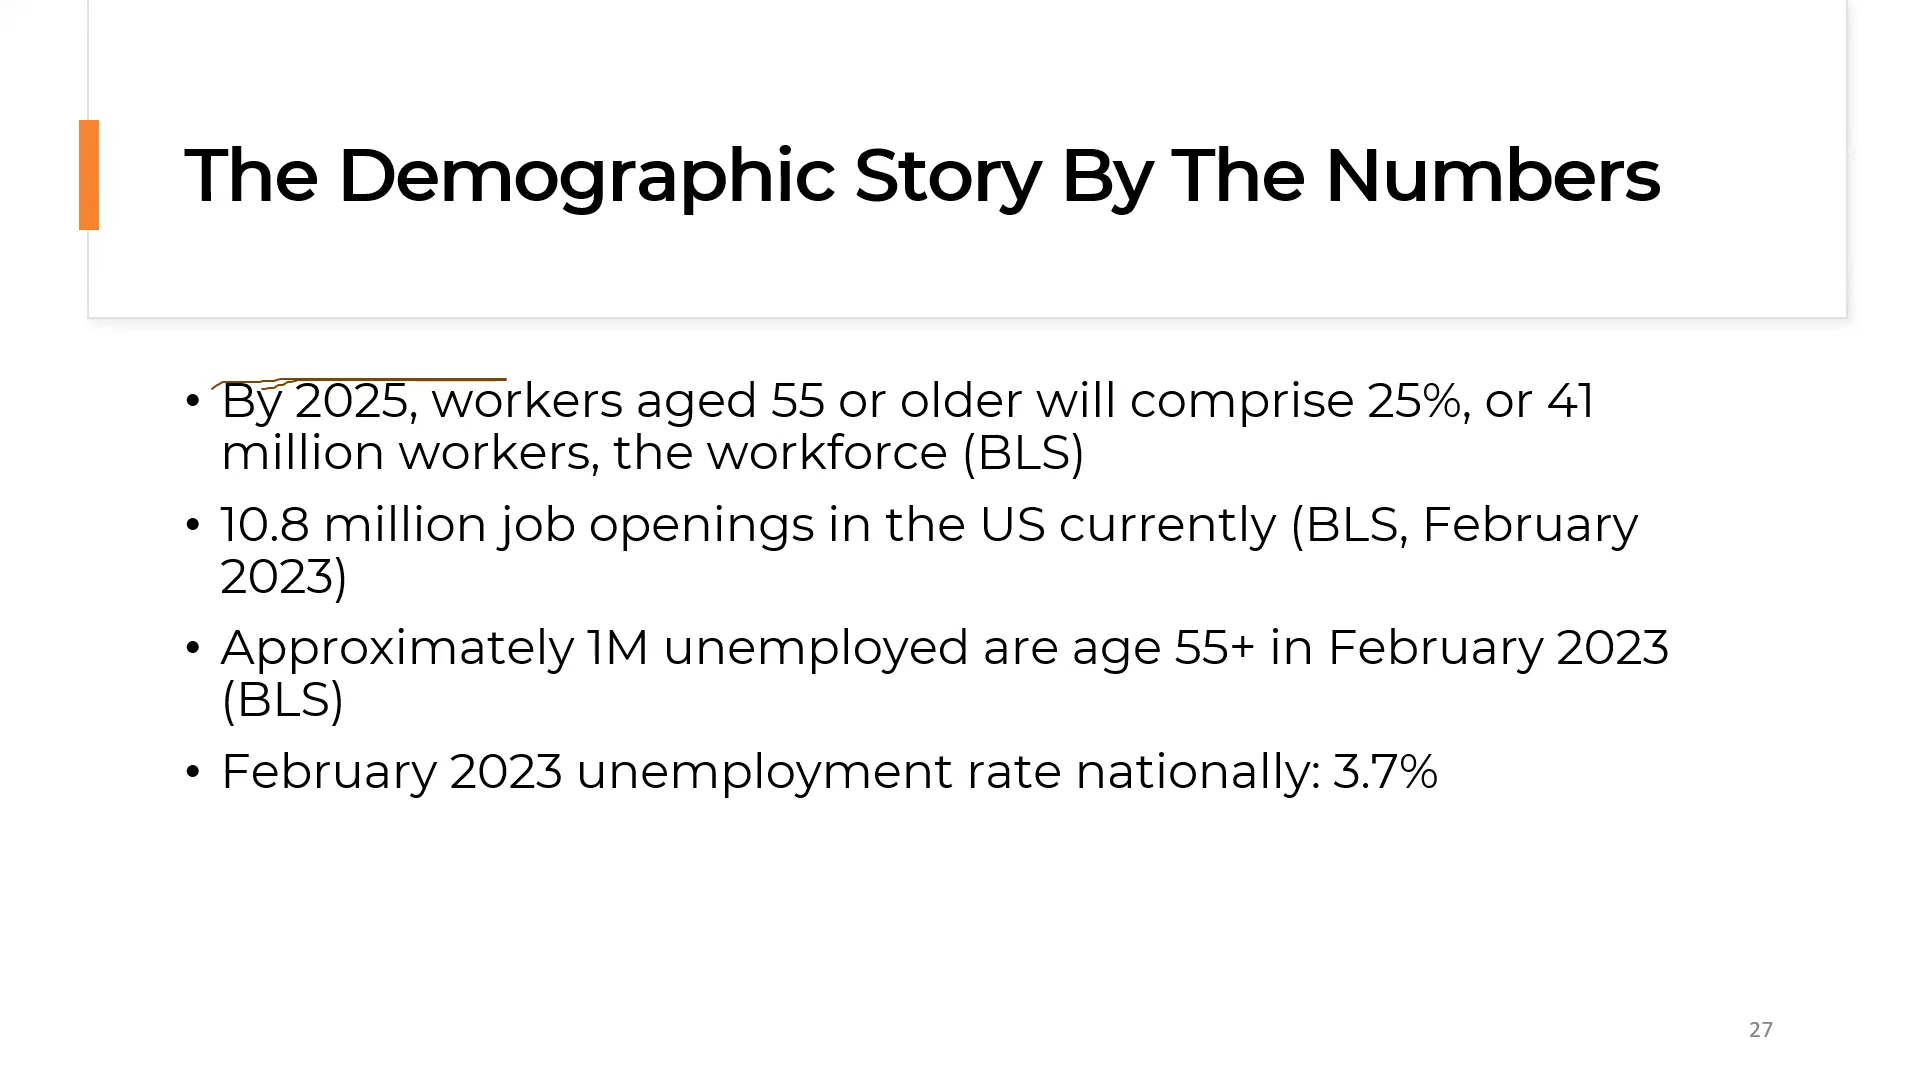 The Demographic Story By The Numbers
• By 2025, workers aged 55 or older will comprise 25%, or 41
million workers, the workforce (BLS)
• 10.8 million job openings in the US currently (BLS, February
2023)
• Approximately 1M unemployed are age 55+ in February 2023
(BLS)
• February 2023 unemployment rate nationally: 3.7%
27